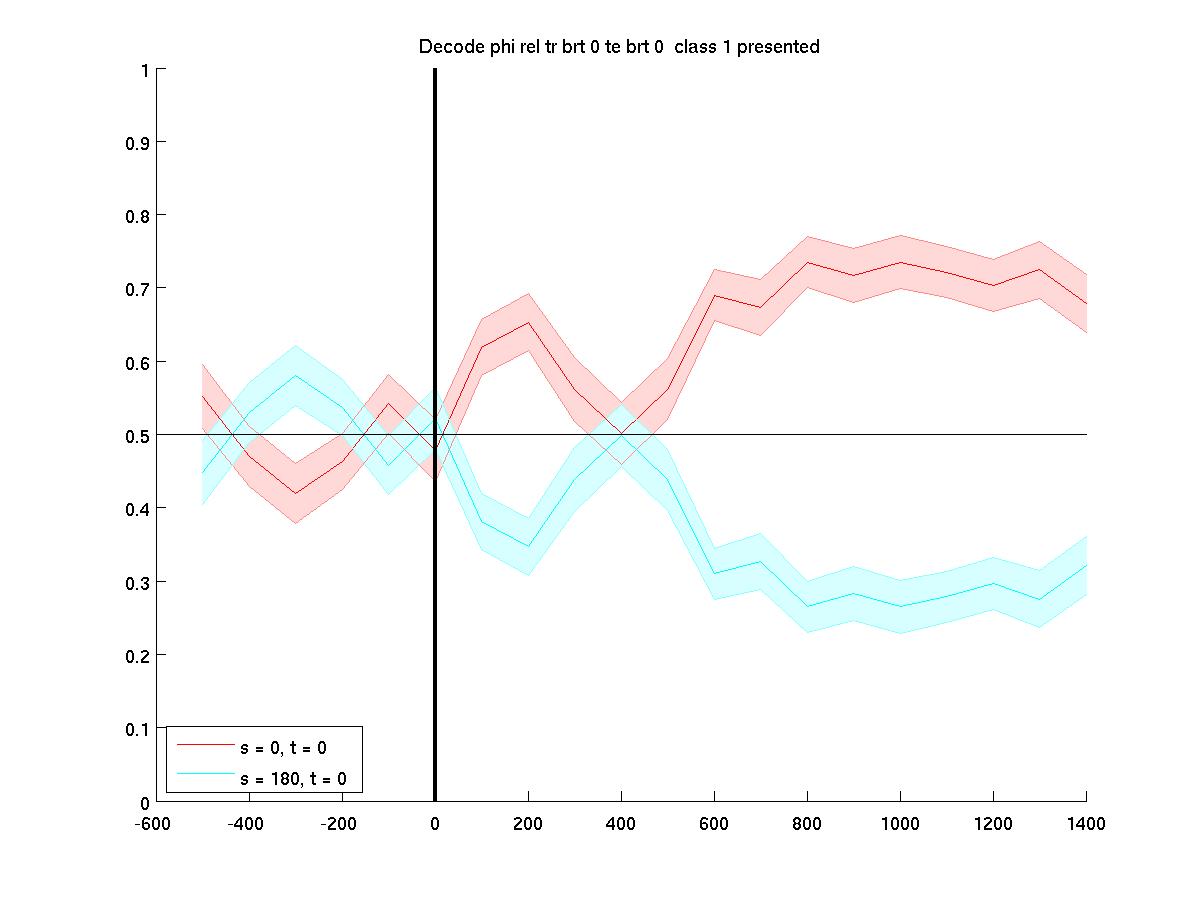 Decode phi rel tr brt 0 te brt 0  class 1 presented
1
0.9
0.8
0.7
0.6
0.5
0.4
0.3
0.2
0.1
0
s = 0, t = 0
s = 180, t = 0
-600 -400 -200 0 200 400 600 800 1000 1200 1400